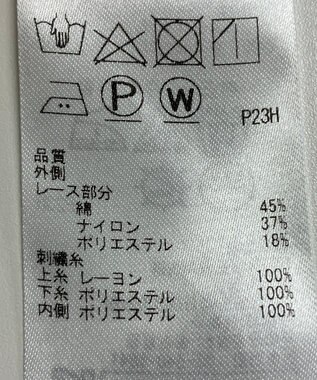 P W P23H
品質
外側
レース部分
綿 45%
ナイロン 37%
ポリエステル 18%
刺繍糸
上糸 レーヨン 100%
下糸 ポリエステル 100%
内側 ポリエステル 100%